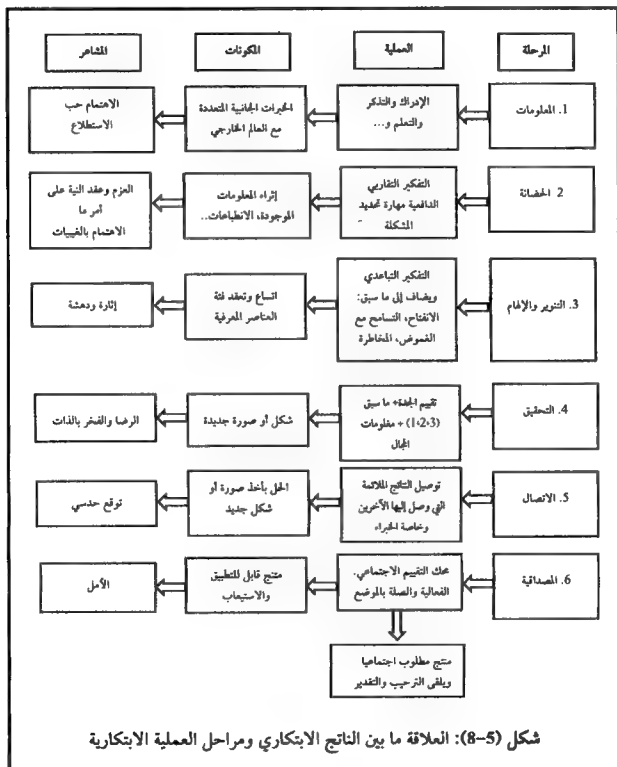 المرحلة
العملية
المكونات
المشاعر
1. المعلومات
الإدراك والتذكر
والتعلم و...
الخبرات الجانبية المتعددة
مع العالم الخارجي
الاهتمام حب
الاستطلاع
2 الحضانة
التفكير التقاربي
الدافعية مهارة تحديد
المشكلة
إثراء المعلومات
الموجودة، الانطباعات..
العزم وعقد النية على
أمر ما
الاهتمام بالغيبيات
3. التنوير والإلهام
التفكير التباعدي
ويضاف إلى ما سبق:
الانفتاح، التسامح مع
الغموض، المخاطرة
اتساع وتعقد فئة
العناصر المعرفية
إثارة ودهشة
4. التحقيق
تقييم الجدة+ ما سبق
(1+2+3) + معلومات
المجال
شكل أو صورة جديدة
الرضا والفخر بالذات
5. الاتصال
توصيل النتائج الملائمة
التي وصل إليها الآخرين
وخاصة الخبراء
الحل بأخذ صورة أو
شكل جديد
توقع حدسي
6. المصداقية
محك التقييم الاجتماعي.
الفعالية والصلة بالموضع
منتج قابل للتطبيق
والاستيعاب
الأمل
منتج مطلوب اجتماعيا
ويلقى الترحيب والتقدير
شكل (5-8): العلاقة ما بين الناتج الابتكاري ومراحل العملية الابتكارية